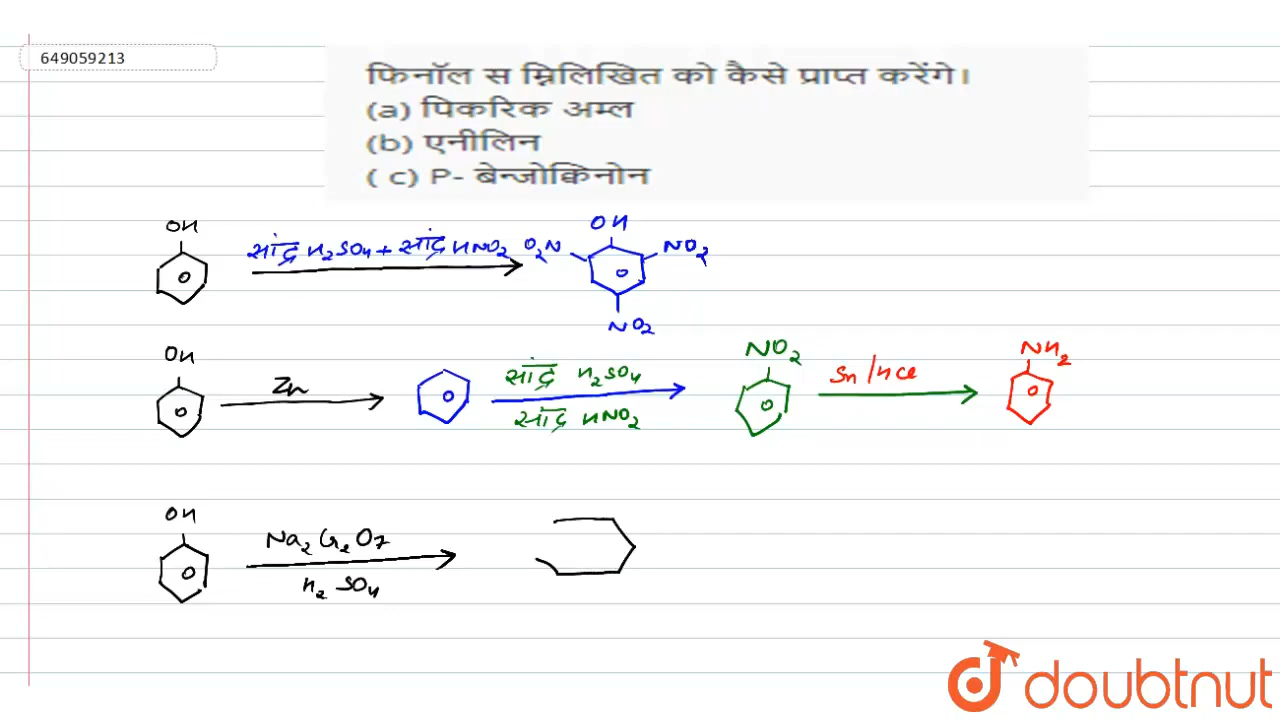 649059213
फिनॉल स म्निलिखित को कैसे प्राप्त करेंगे।
(a) पिकरिक अम्ल
(b) एनीलिन
( c) P- बेन्जोक्विनोन
OH OH
सांद्र H₂SO₄ + सांद्र HNO₂ O₂N NO₂
NO₂
OH Zn सांद्र H₂SO₄ NO₂ Sn/HCl NH₂
सांद्र HNO₂
OH Na₂Cr₂O₇
H₂SO₄
doubtnut